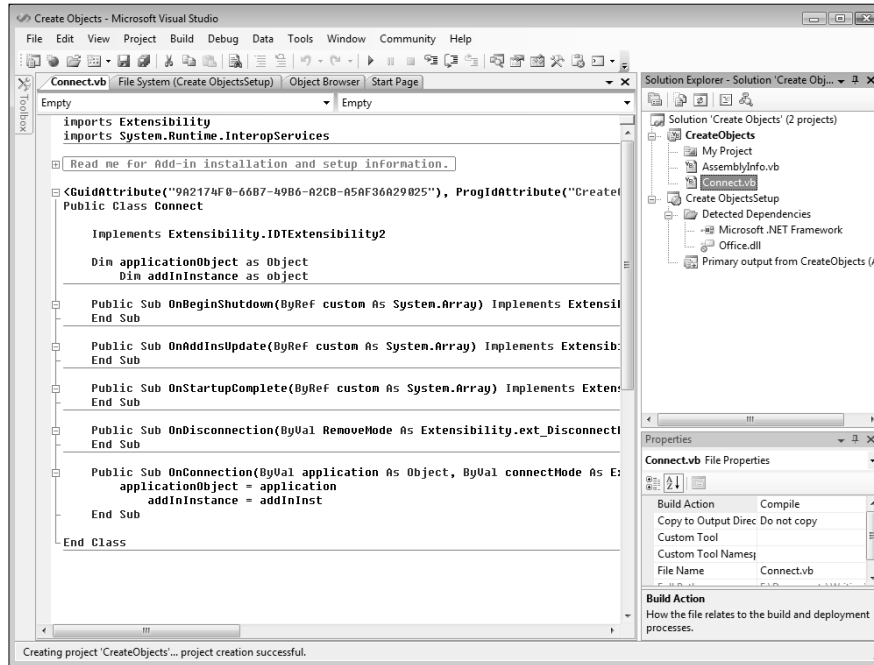 Create Objects - Microsoft Visual Studio
File Edit View Project Build Debug Data Tools Window Community Help
Toolbox
Connect.vb File System (Create ObjectsSetup) Object Browser Start Page
Empty Empty
imports Extensibility
imports System.Runtime.InteropServices
Read me for Add-in installation and setup information.
<GuidAttribute("9A2174F0-66B7-49B6-A2CB-A5AF36A29025"), ProgIdAttribute("Create
Public Class Connect
Implements Extensibility.IDTExtensibility2
Dim applicationObject as Object
Dim addInInstance as object
Public Sub OnBeginShutdown(ByRef custom As System.Array) Implements Extensi
End Sub
Public Sub OnAddInsUpdate(ByRef custom As System.Array) Implements Extensib
End Sub
Public Sub OnStartupComplete(ByRef custom As System.Array) Implements Exten
End Sub
Public Sub OnDisconnection(ByVal RemoveMode As Extensibility.ext_Disconnect
End Sub
Public Sub OnConnection(ByVal application As Object, ByVal connectMode As E
applicationObject = application
addInInstance = addInInst
End Sub
End Class
Solution Explorer - Solution 'Create Obj...
Solution 'Create Objects' (2 projects)
CreateObjects
My Project
AssemblyInfo.vb
Connect.vb
Create ObjectsSetup
Detected Dependencies
Microsoft .NET Framework
Office.dll
Primary output from CreateObjects (A
Properties
Connect.vb File Properties
Build Action Compile
Copy to Output Direc Do not copy
Custom Tool
Custom Tool Namesp
File Name Connect.vb
Build Action
How the file relates to the build and deployment
processes.
Creating project 'CreateObjects'... project creation successful.